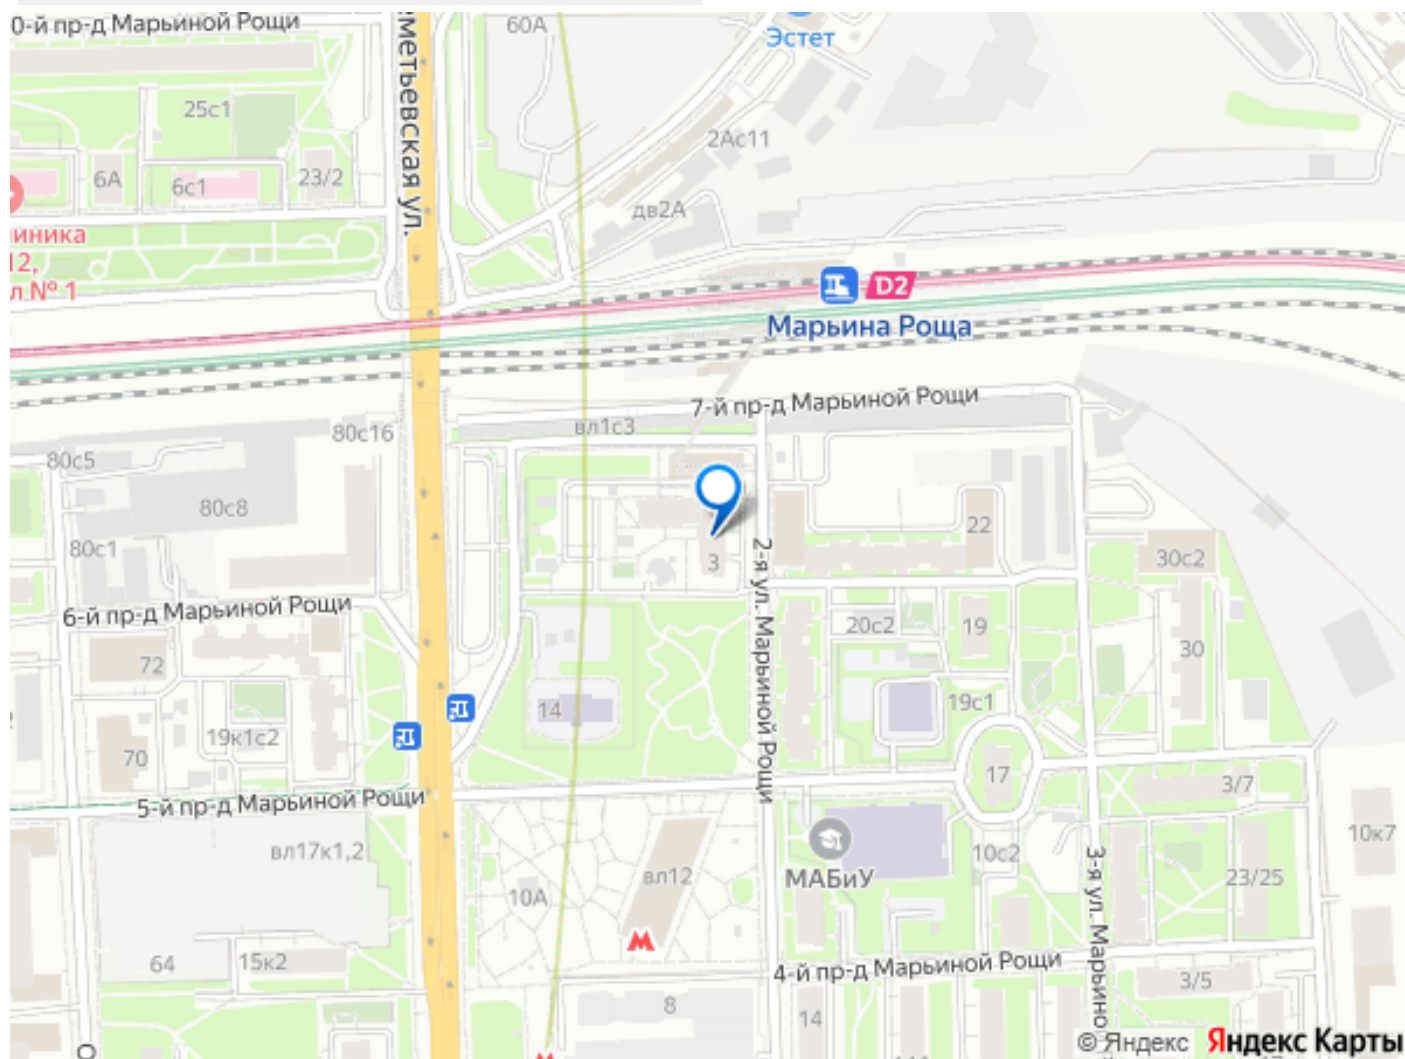 0-й пр-д Марьиной Рощи
60А
Эстет
метьевская ул.
25с1
2Ас11
6А
6с1
23/2
дв2А
иника
12,
л № 1
D2
Марьина Роща
7-й пр-д Марьиной Рощи
вл1с3
80с16
80с5
80с8
22
80с1
3
2-я ул. Марьиной Рощи
30с2
6-й пр-д Марьиной Рощи
20с2
19
30
72
19с1
14
19к1с2
70
17
3/7
5-й пр-д Марьиной Рощи
10к7
вл17к1,2
10с2
3-я ул. Марьино
вл12
МАБиУ
23/25
10А
64
15к2
4-й пр-д Марьиной Рощи
3/5
8
14
© Яндекс Яндекс Карты